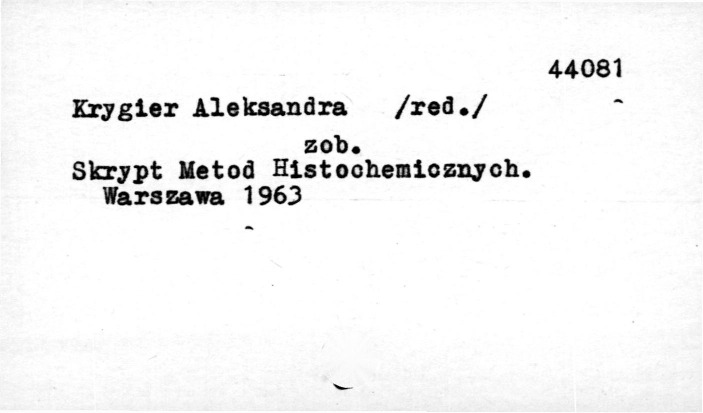 44081
Krygier Aleksandra /red./
zob.
Skrypt Metod Histochemicznych.
Warszawa 1963